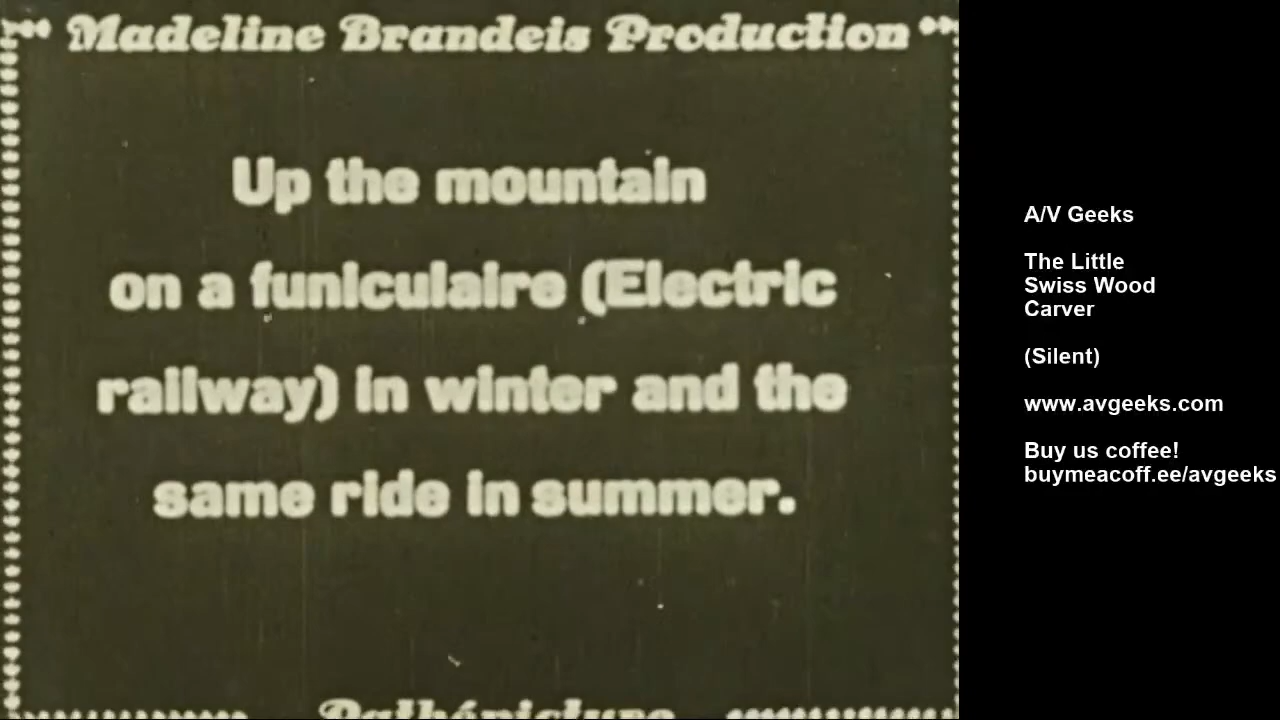 Madeline Brandeis Production
Up the mountain
on a funiculaire (Electric
railway) in winter and the
same ride in summer.
Pathépicture
A/V Geeks
The Little
Swiss Wood
Carver
(Silent)
www.avgeeks.com
Buy us coffee!
buymeacoff.ee/avgeeks